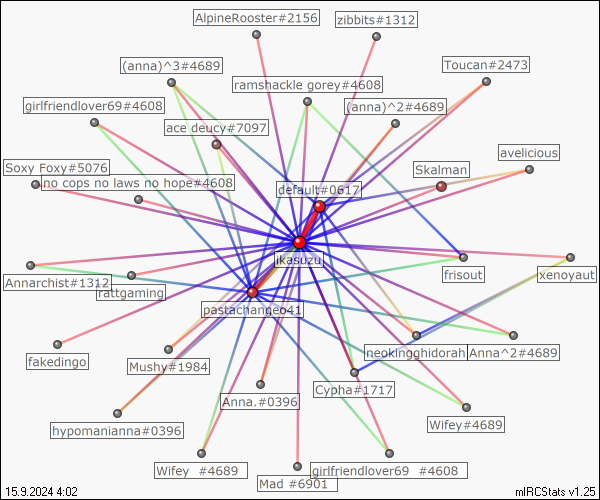 AlpineRooster#2156
zibbits#1312
(anna)^3#4689
Toucan#2473
ramshackle gorey#4608
girlfriendlover69#4608
(anna)^2#4689
ace deucy#7097
avelicious
Soxy Foxy#5076
Skalman
no cops no laws no hope#4608
default#0617
jkasuzu
Annarchist#1312
frisout
xenoyaut
rattgaming
pastachangeo41
fakedingo
Mushy#1984
neokingghidorah
Anna^2#4689
Cypha#1717
Anna.#0396
hypomanianna#0396
Wifey#4689
Wifey #4689
girlfriendlover69 #4608
Mad #6901
15.9.2024 4:02
mIRCStats v1.25